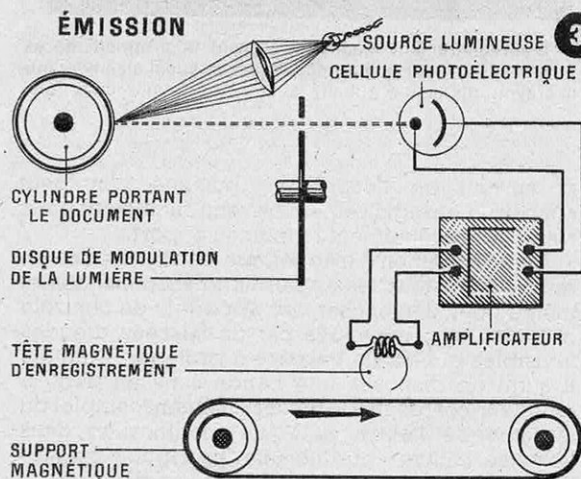 ÉMISSION
SOURCE LUMINEUSE
3
CELLULE PHOTOÉLECTRIQUE
CYLINDRE PORTANT
LE DOCUMENT
DISQUE DE MODULATION
DE LA LUMIÉRE
AMPLIFICATEUR
TÊTE MAGNÉTIQUE
D'ENREGISTREMENT
SUPPORT
MAGNÉTIQUE